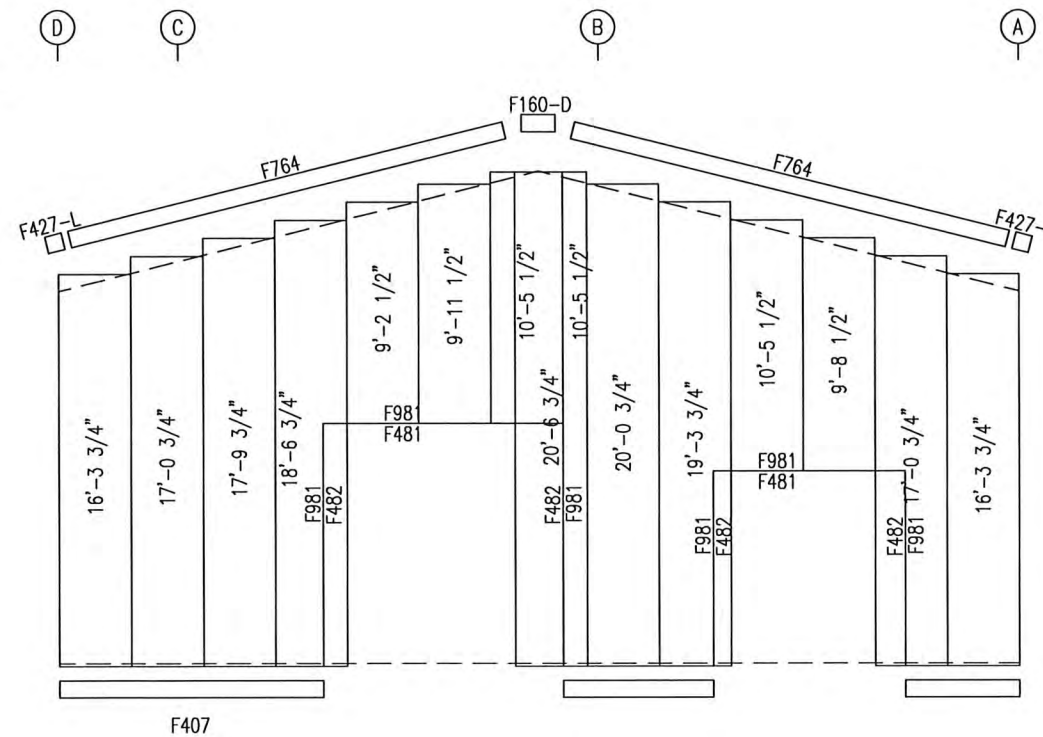 D
C
B
A
F160-D
F764
F764
F427-L
F427-
16'-3 3/4"
17'-0 3/4"
17'-9 3/4"
18'-6 3/4"
9'-2 1/2"
9'-11 1/2"
10'-5 1/2"
10'-5 1/2"
20'-6 3/4"
20'-0 3/4"
19'-3 3/4"
10'-5 1/2"
9'-8 1/2"
17'-0 3/4"
16'-3 3/4"
F981
F481
F981
F482
F482
F981
F981
F481
F981
F482
F482
F981
F407